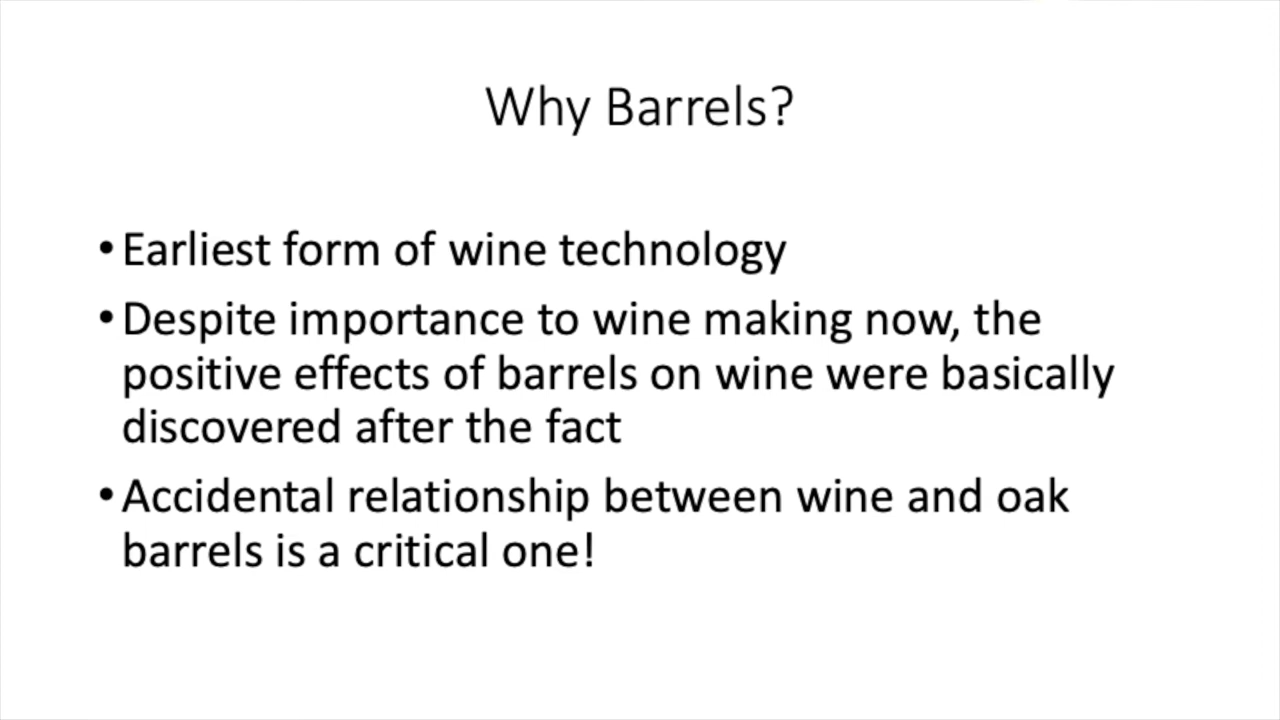 Why Barrels?
•Earliest form of wine technology
•Despite importance to wine making now, the
positive effects of barrels on wine were basically
discovered after the fact
•Accidental relationship between wine and oak
barrels is a critical one!